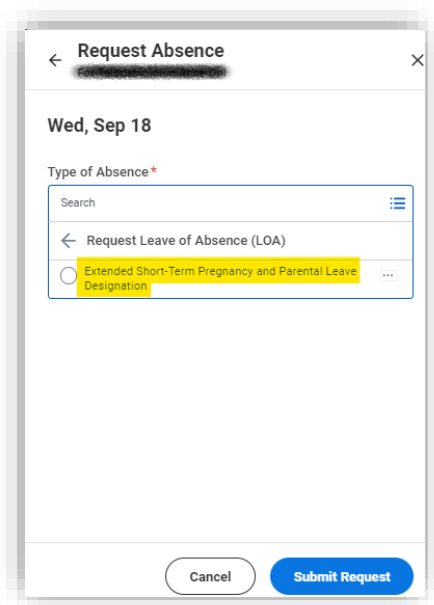 Request Absence
Wed, Sep 18
Type of Absence*
Search
Request Leave of Absence (LOA)
Extended Short-Term Pregnancy and Parental Leave
Designation
Cancel
Submit Request